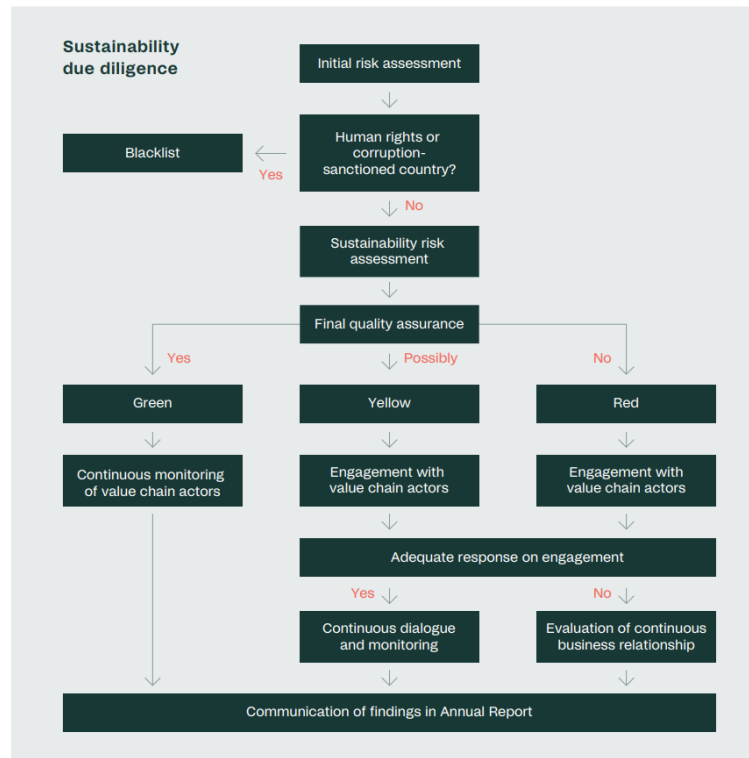 Sustainability
due diligence
Initial risk assessment
Human rights or
corruption-
sanctioned country?
Blacklist
Yes
No
Sustainability risk
assessment
Final quality assurance
Yes
Possibly
No
Green
Yellow
Red
Continuous monitoring
of value chain actors
Engagement with
value chain actors
Engagement with
value chain actors
Adequate response on engagement
Yes
No
Continuous dialogue
and monitoring
Evaluation of continuous
business relationship
Communication of findings in Annual Report